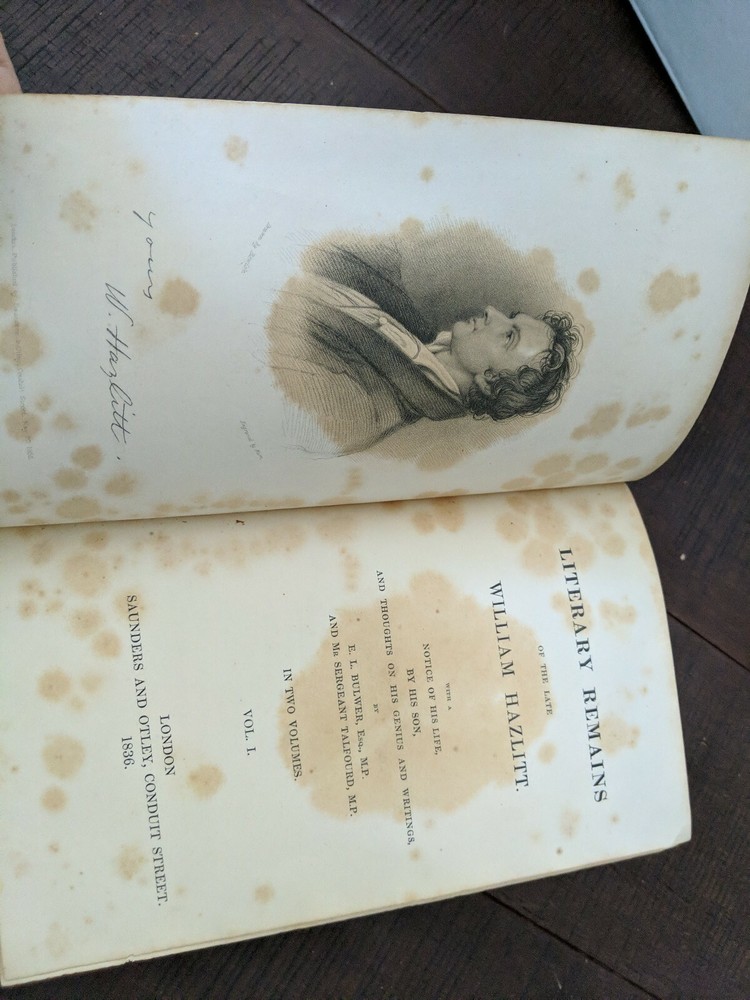 yours
W. Hazlitt.
LITERARY REMAINS
OF THE LATE
WILLIAM HAZLITT.
WITH A
NOTICE OF HIS LIFE,
BY HIS SON,
AND THOUGHTS ON HIS GENIUS AND WRITINGS,
BY
E. L. BULWER, Esq., M.P.
AND Mr SERGEANT TALFOURD, M.P.
IN TWO VOLUMES.
VOL. I.
LONDON
SAUNDERS AND OTLEY, CONDUIT STREET.
1836.